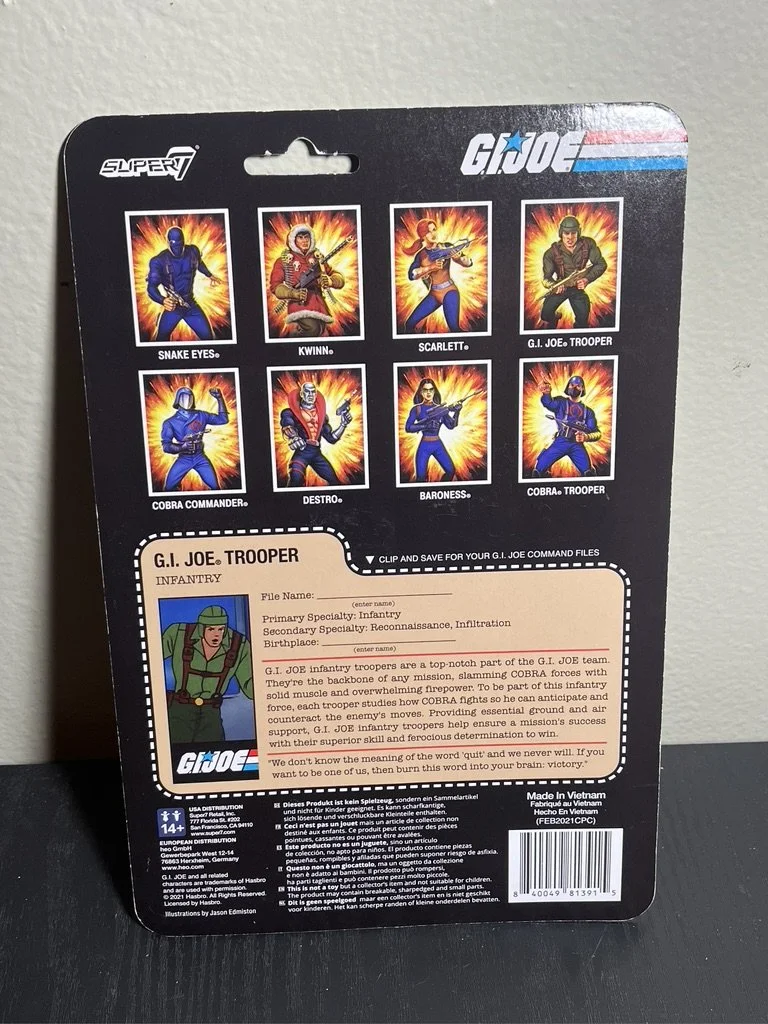 SUPER7
G.I. JOE
SNAKE EYES®
KWINN®
SCARLETT®
G.I. JOE® TROOPER
COBRA COMMANDER®
DESTRO®
BARONESS®
COBRA® TROOPER
G.I. JOE® TROOPER
INFANTRY
▼ CLIP AND SAVE FOR YOUR G.I. JOE COMMAND FILES
File Name: ____________________
(enter name)
Primary Specialty: Infantry
Secondary Specialty: Reconnaissance, Infiltration
Birthplace: ____________________
(enter name)
G.I. JOE infantry troopers are a top-notch part of the G.I. JOE team.
They're the backbone of any mission, slamming COBRA forces with
solid muscle and overwhelming firepower. To be part of this infantry
force, each trooper studies how COBRA fights so he can anticipate and
counteract the enemy's moves. Providing essential ground and air
support, G.I. JOE infantry troopers help ensure a mission's success
with their superior skill and ferocious determination to win.
"We don't know the meaning of the word 'quit' and we never will. If you
want to be one of us, then burn this word into your brain: victory."
G.I. JOE
14+
USA DISTRIBUTION
Super7 Retail, Inc.
777 Florida St. #202
San Francisco, CA 94110
www.super7.com
EUROPEAN DISTRIBUTION
heo GmbH
Gewerbepark West 12-14
76863 Herxheim, Germany
www.heo.com
G.I. JOE and all related
characters are trademarks of Hasbro
and are used with permission.
© 2021 Hasbro. All Rights Reserved.
Licensed by Hasbro.
Illustrations by Jason Edmiston
Dieses Produkt ist kein Spielzeug, sondern ein Sammelartikel
und nicht für Kinder geeignet. Es kann scharfkantige,
sich lösende und verschluckbare Kleinteile enthalten.
Ceci n'est pas un jouet mais un article de collection non
destiné aux enfants. Ce produit peut contenir des pièces
pointues, cassantes ou pouvant être avalées.
Este producto no es un juguete, sino un artículo
de colección, no apto para niños. El producto contiene piezas
pequeñas, rompibles y afiladas que pueden suponer riesgo de asfixia.
Questo non è un giocattolo, ma un oggetto da collezione
e non è adatto ai bambini. Il prodotto può rompersi,
ha parti taglienti e può contenere pezzi molto piccole.
This is not a toy but a collector's item and not suitable for children.
The product may contain breakable, sharpedged and small parts.
Dit is geen speelgoed maar een collector's item en is niet geschikt
voor kinderen. Het kan scherpe randen of kleine onderdelen bevatten.
Made In Vietnam
Fabriqué au Vietnam
Hecho En Vietnam
(FEB2021CPC)
8 40049 81391 5